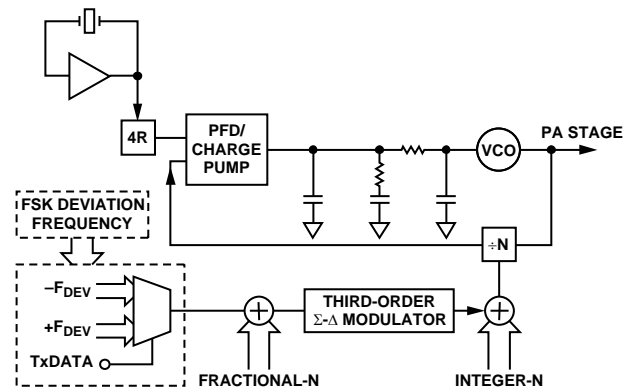 4R
PFD/
CHARGE
PUMP
VCO
PA STAGE
FSK DEVIATION
FREQUENCY
÷N
–FDEV
+FDEV
TxDATA
THIRD-ORDER
Σ-Δ MODULATOR
FRACTIONAL-N
INTEGER-N